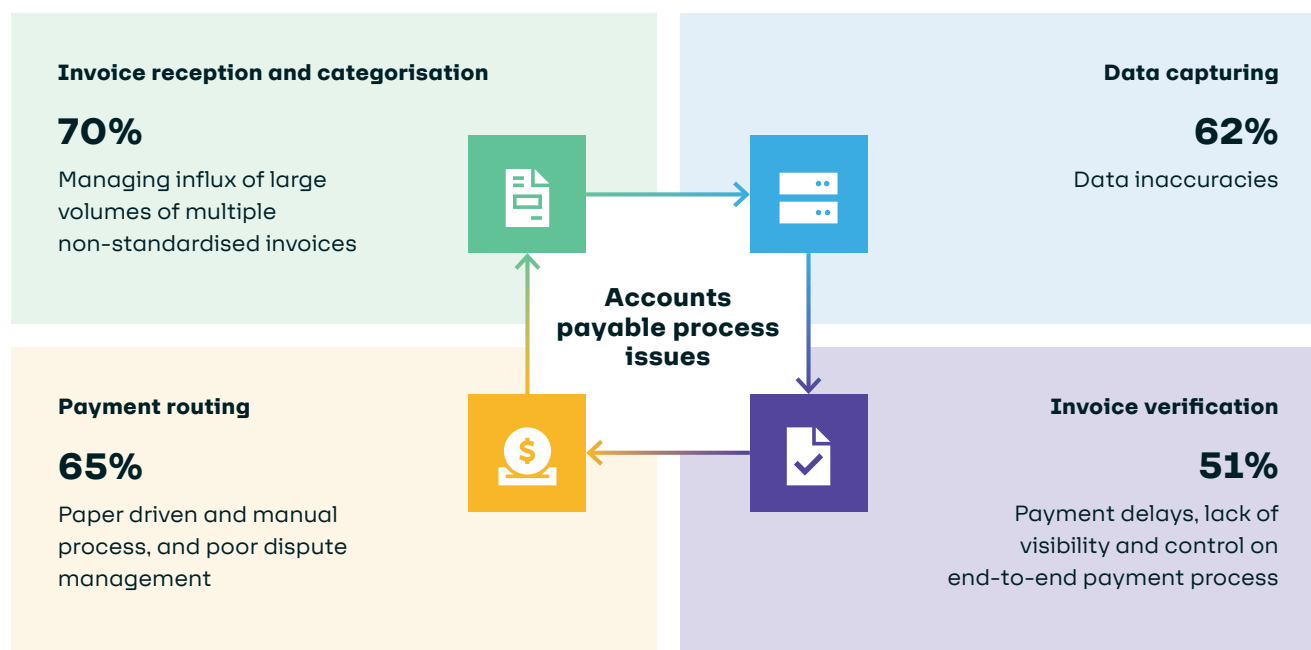 Invoice reception and categorisation
70%
Managing influx of large
volumes of multiple
non-standardised invoices
Data capturing
62%
Data inaccuracies
Accounts
payable process
issues
Payment routing
65%
Paper driven and manual
process, and poor dispute
management
$
Invoice verification
51%
Payment delays, lack of
visibility and control on
end-to-end payment process